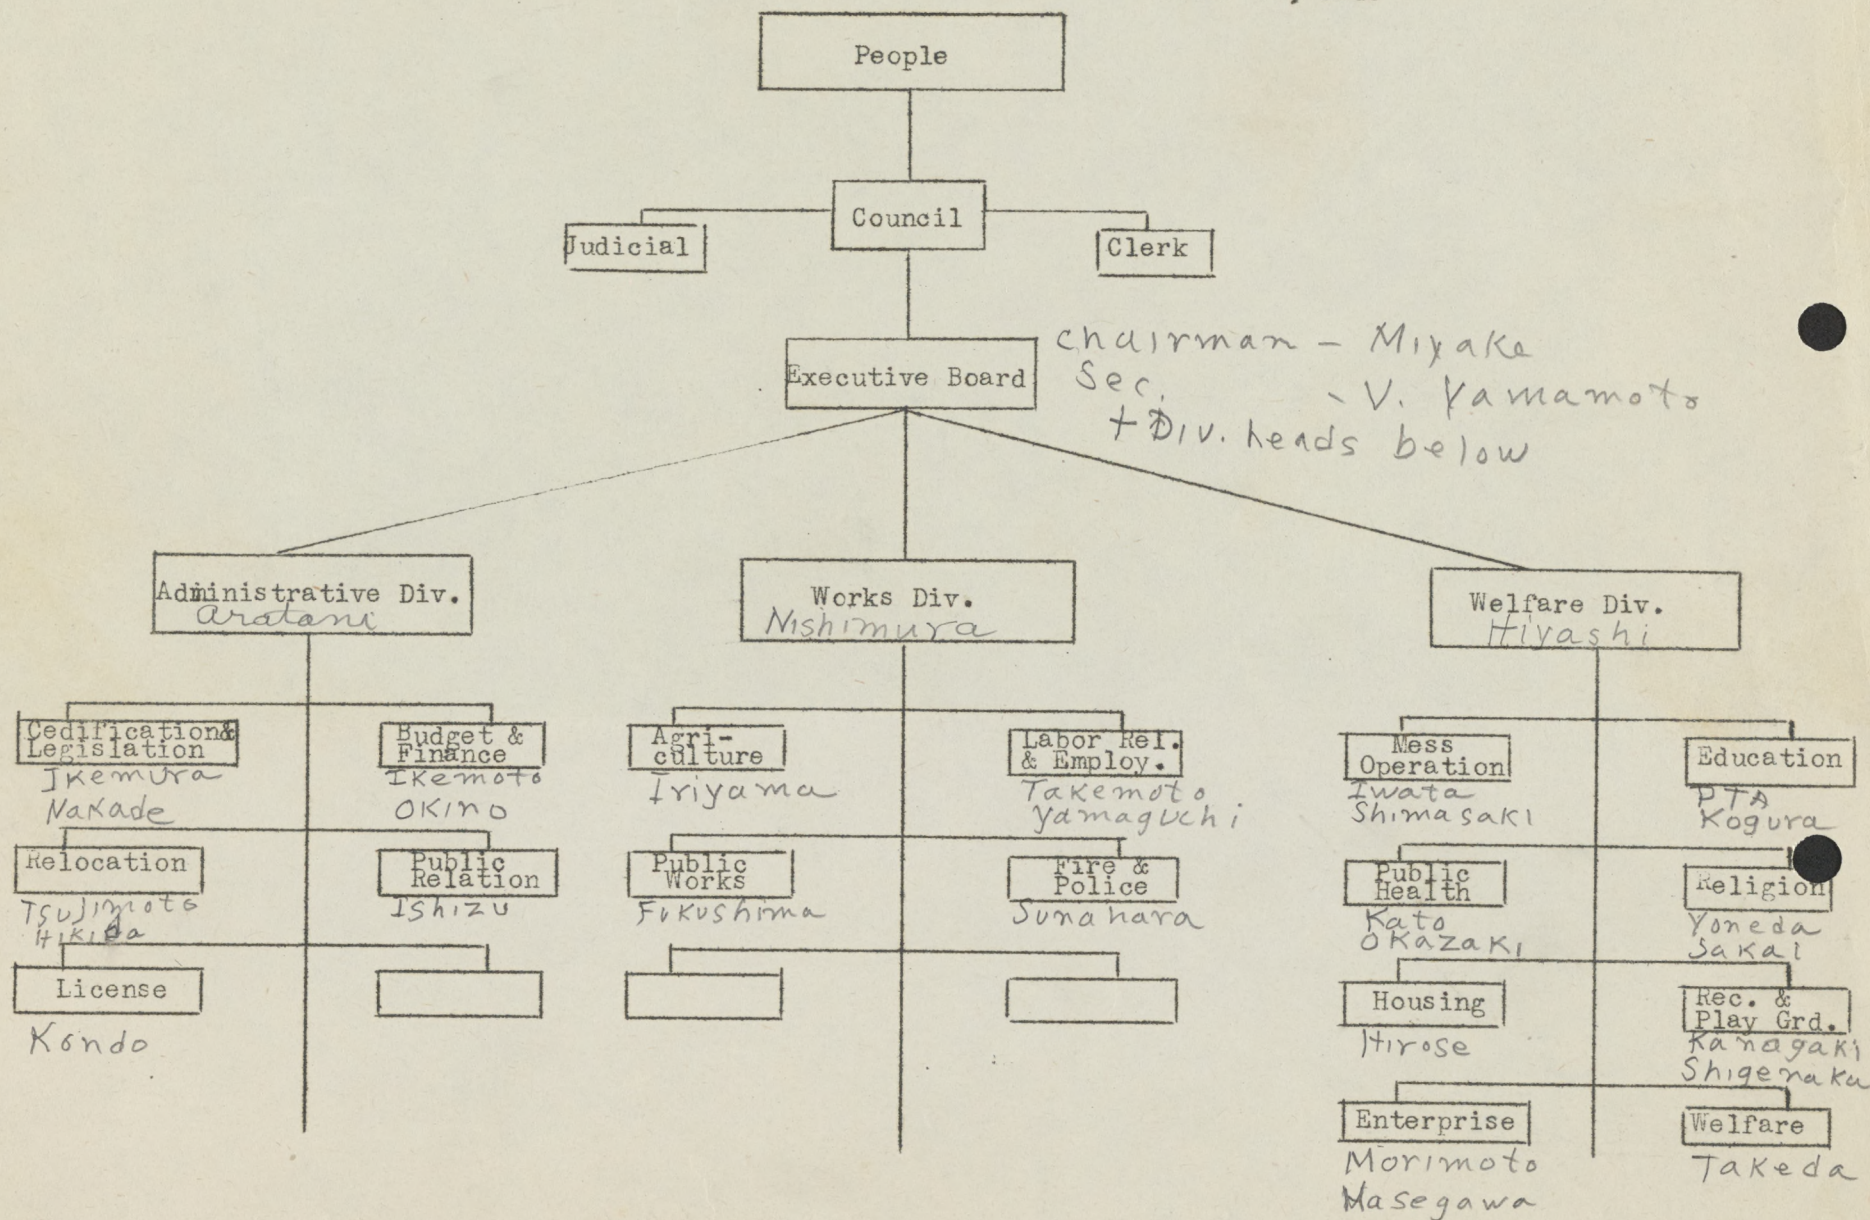 People
Council
Judicial
Clerk
Executive Board
Chairman - Miyake
Sec. - V. Yamamoto
+ Div. heads below
Administrative Div.
Aratani
Works Div.
Nishimura
Welfare Div.
Hiyashi
Cedification&
Legislation
Ikemura
Nakade
Budget &
Finance
Ikemoto
Okino
Relocation
Tsujimoto
Hikida
Public
Relation
Ishizu
License
Kondo
Agri-
culture
Iriyama
Labor Rel.
& Employ.
Takemoto
Yamaguchi
Public
Works
Fukushima
Fire &
Police
Sunahara
Mess
Operation
Iwata
Shimasaki
Education
PTA
Kogura
Public
Health
Kato
Okazaki
Religion
Yoneda
Sakai
Housing
Hirose
Rec. &
Play Grd.
Kanagaki
Shigenaka
Enterprise
Morimoto
Masegawa
Welfare
Takeda